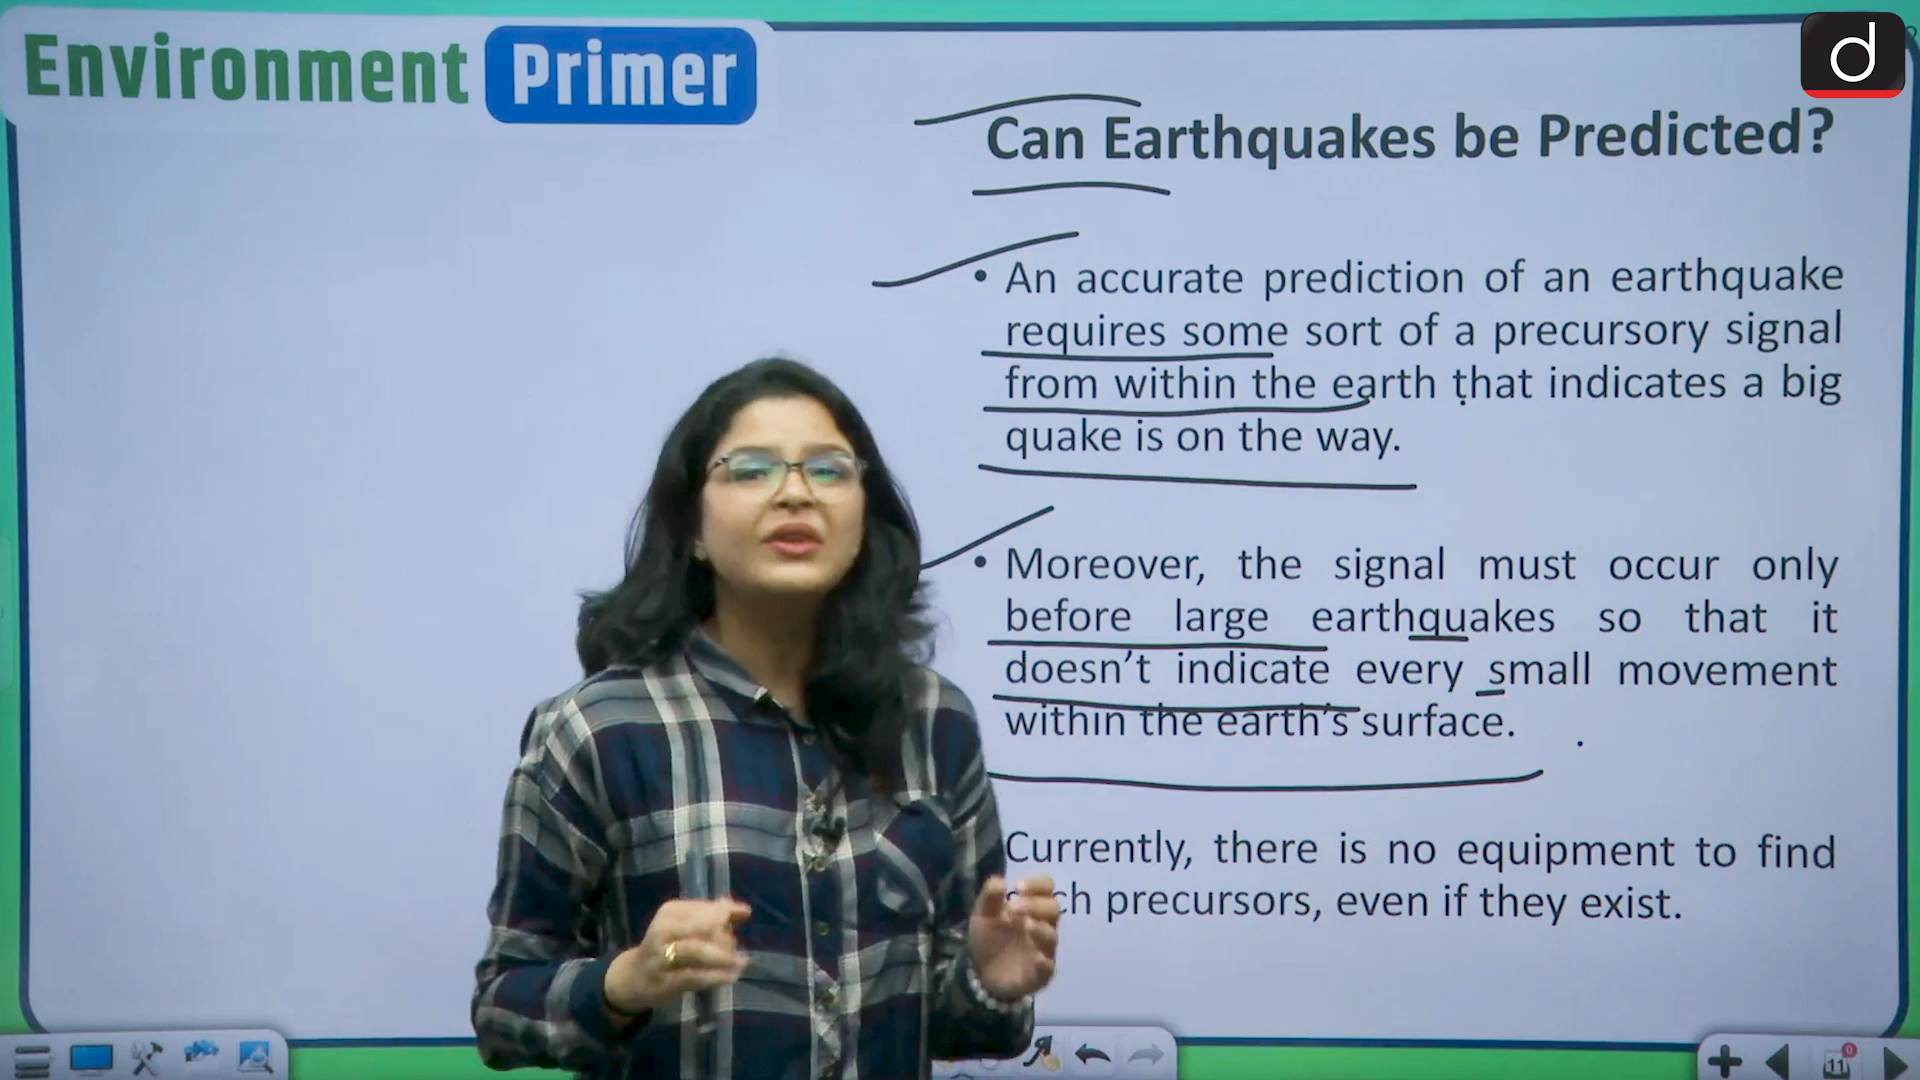 Environment Primer
d
Can Earthquakes be Predicted?
• An accurate prediction of an earthquake
requires some sort of a precursory signal
from within the earth that indicates a big
quake is on the way.
• Moreover, the signal must occur only
before large earthquakes so that it
doesn't indicate every small movement
within the earth's surface.
Currently, there is no equipment to find
precursors, even if they exist.
11
0